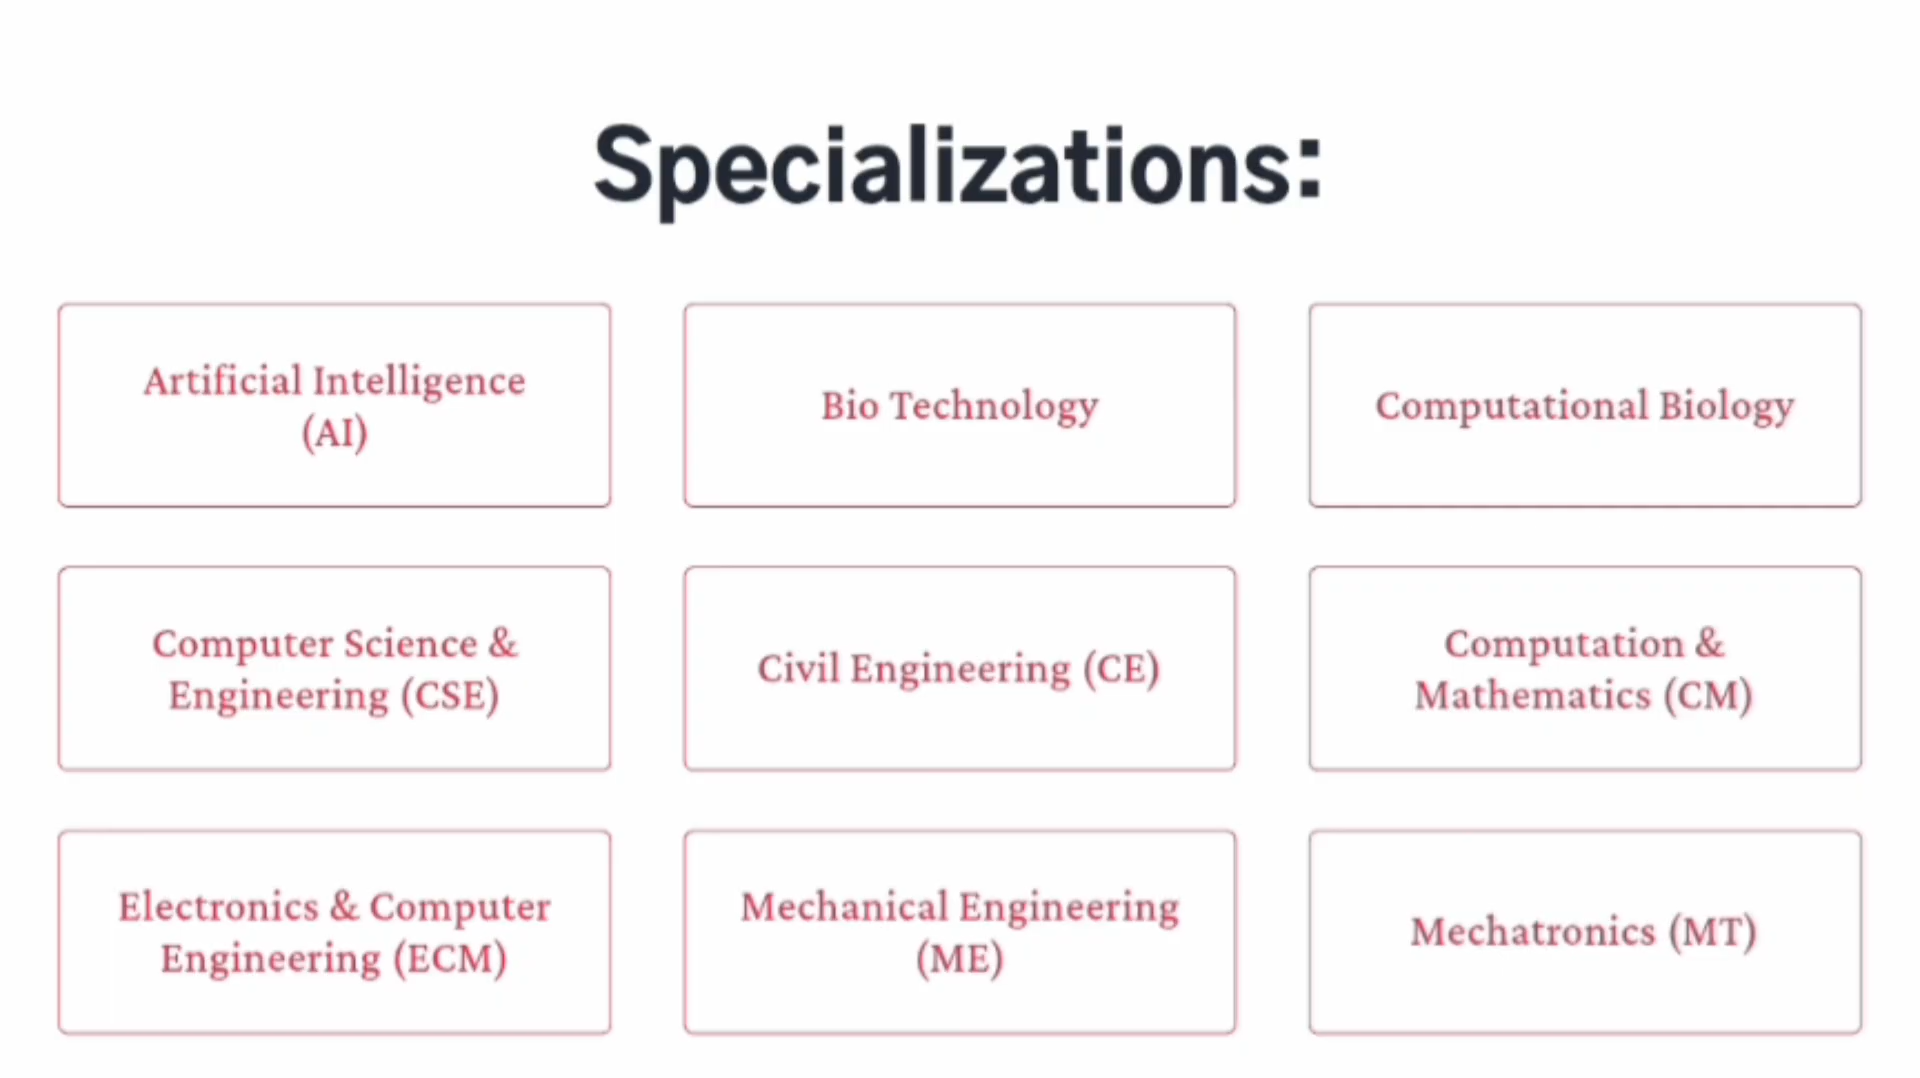 Specializations:
Artificial Intelligence
(AI)
Bio Technology
Computational Biology
Computer Science &
Engineering (CSE)
Civil Engineering (CE)
Computation &
Mathematics (CM)
Electronics & Computer
Engineering (ECM)
Mechanical Engineering
(ME)
Mechatronics (MT)